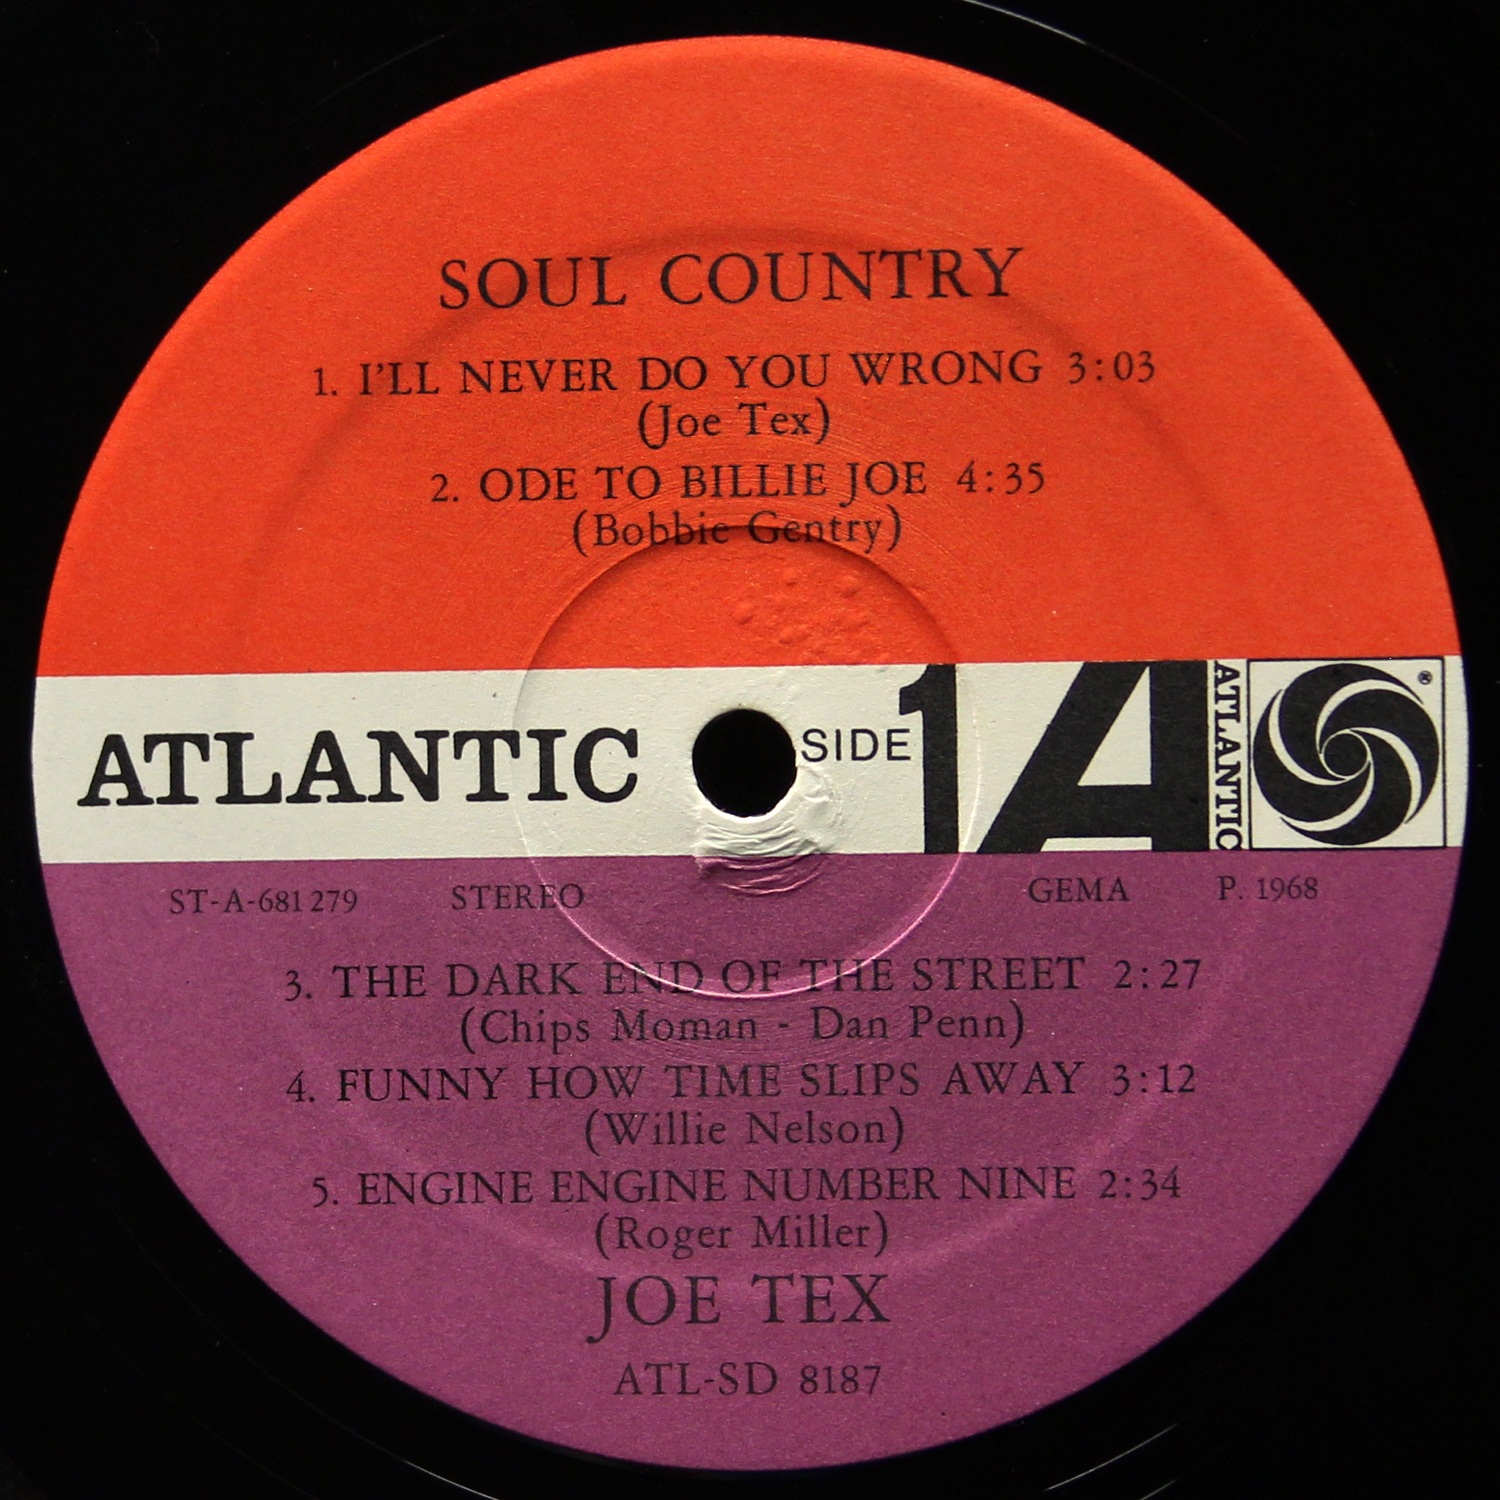 SOUL COUNTRY
1. I'LL NEVER DO YOU WRONG 3:03
(Joe Tex)
2. ODE TO BILLIE JOE 4:35
(Bobbie Gentry)
ATLANTIC SIDE 1 A ATLANTIC ®
ST-A-681 279 STEREO GEMA P. 1968
3. THE DARK END OF THE STREET 2:27
(Chips Moman - Dan Penn)
4. FUNNY HOW TIME SLIPS AWAY 3:12
(Willie Nelson)
5. ENGINE ENGINE NUMBER NINE 2:34
(Roger Miller)
JOE TEX
ATL-SD 8187